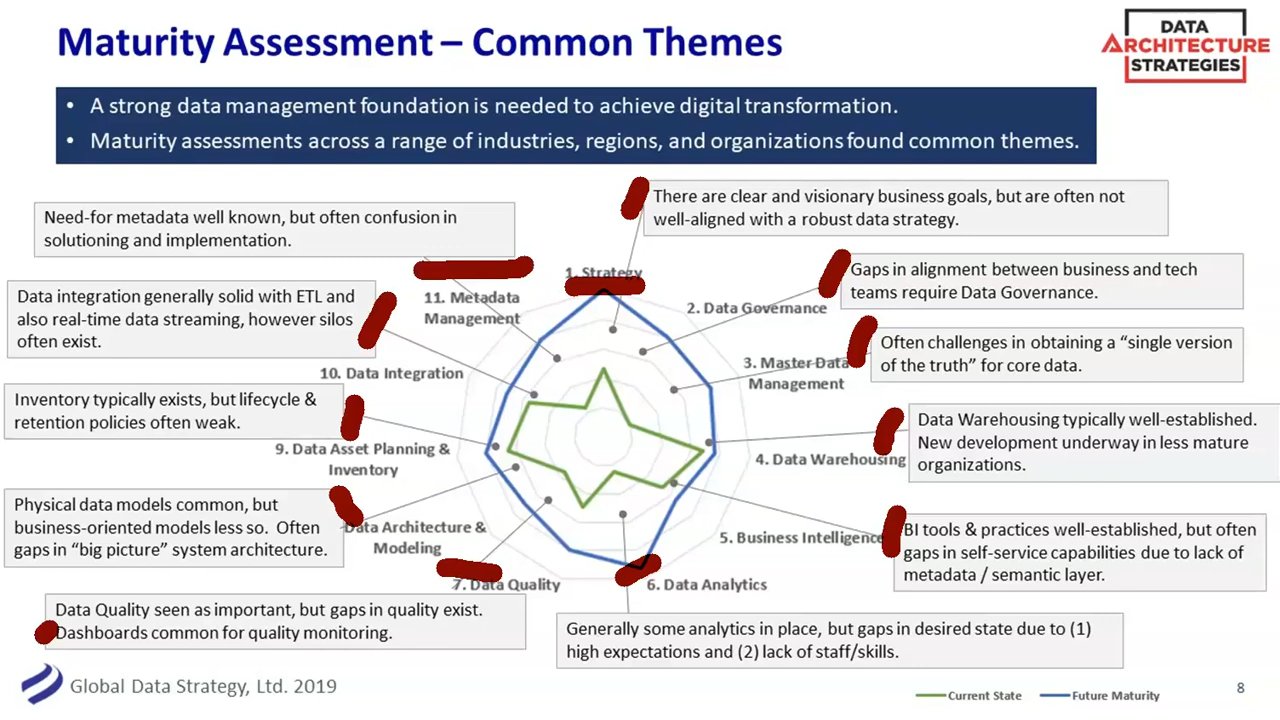 Maturity Assessment – Common Themes
DATA
ARCHITECTURE
STRATEGIES
• A strong data management foundation is needed to achieve digital transformation.
• Maturity assessments across a range of industries, regions, and organizations found common themes.
There are clear and visionary business goals, but are often not
well-aligned with a robust data strategy.
Need-for metadata well known, but often confusion in
solutioning and implementation.
Gaps in alignment between business and tech
teams require Data Governance.
1. Strategy
11. Metadata
Management
2. Data Governance
Data integration generally solid with ETL and
also real-time data streaming, however silos
often exist.
Often challenges in obtaining a “single version
of the truth” for core data.
3. Master Data
Management
10. Data Integration
Inventory typically exists, but lifecycle &
retention policies often weak.
Data Warehousing typically well-established.
New development underway in less mature
organizations.
9. Data Asset Planning &
Inventory
4. Data Warehousing
Physical data models common, but
business-oriented models less so. Often
gaps in “big picture” system architecture.
Data Architecture &
Modeling
5. Business Intelligence
BI tools & practices well-established, but often
gaps in self-service capabilities due to lack of
metadata / semantic layer.
7. Data Quality
6. Data Analytics
Data Quality seen as important, but gaps in quality exist.
Dashboards common for quality monitoring.
Generally some analytics in place, but gaps in desired state due to (1)
high expectations and (2) lack of staff/skills.
Global Data Strategy, Ltd. 2019
Current State
Future Maturity
8